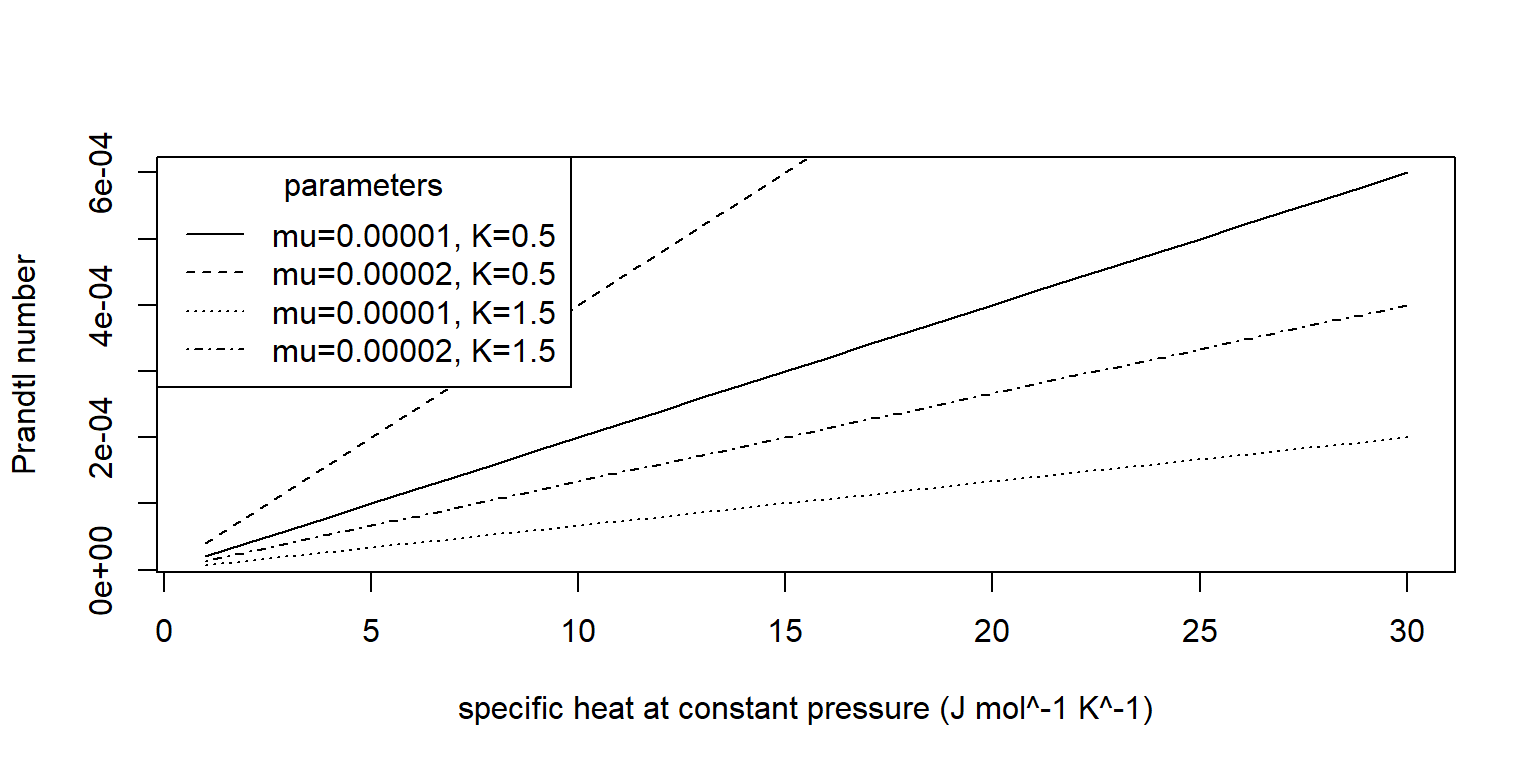 parameters
mu=0.00001, K=0.5
mu=0.00002, K=0.5
mu=0.00001, K=1.5
mu=0.00002, K=1.5
Prandtl number
6e-04
4e-04
2e-04
0e+00
0 5 10 15 20 25 30
specific heat at constant pressure (J mol^-1 K^-1)